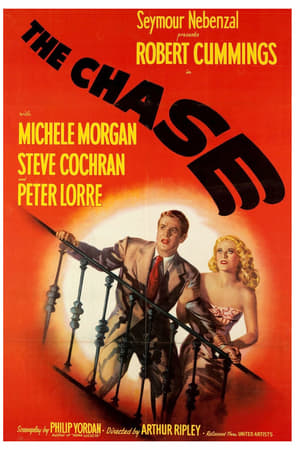 Seymour Nebenzal
presents
ROBERT CUMMINGS
in
THE CHASE
with
MICHELE MORGAN
STEVE COCHRAN
and
PETER LORRE
Screenplay by PHILIP YORDAN • Directed by ARTHUR RIPLEY • Released Thru UNITED ARTISTS